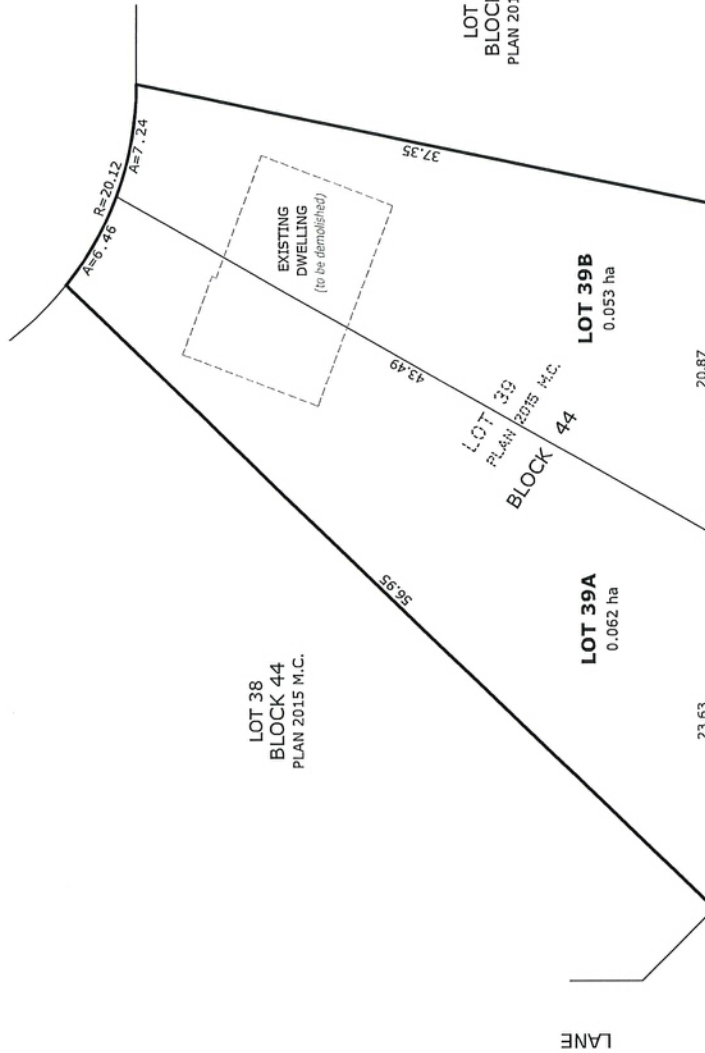 LOT
BLOCK
PLAN 201
R=20.12
A=7.24
A=6.46
37.35
EXISTING
DWELLING
(to be demolished)
LOT 39B
0.053 ha
20.87
43.49
LOT 39
PLAN 2015 M.C.
BLOCK 44
56.95
LOT 39A
0.062 ha
23.63
LOT 38
BLOCK 44
PLAN 2015 M.C.
LANE